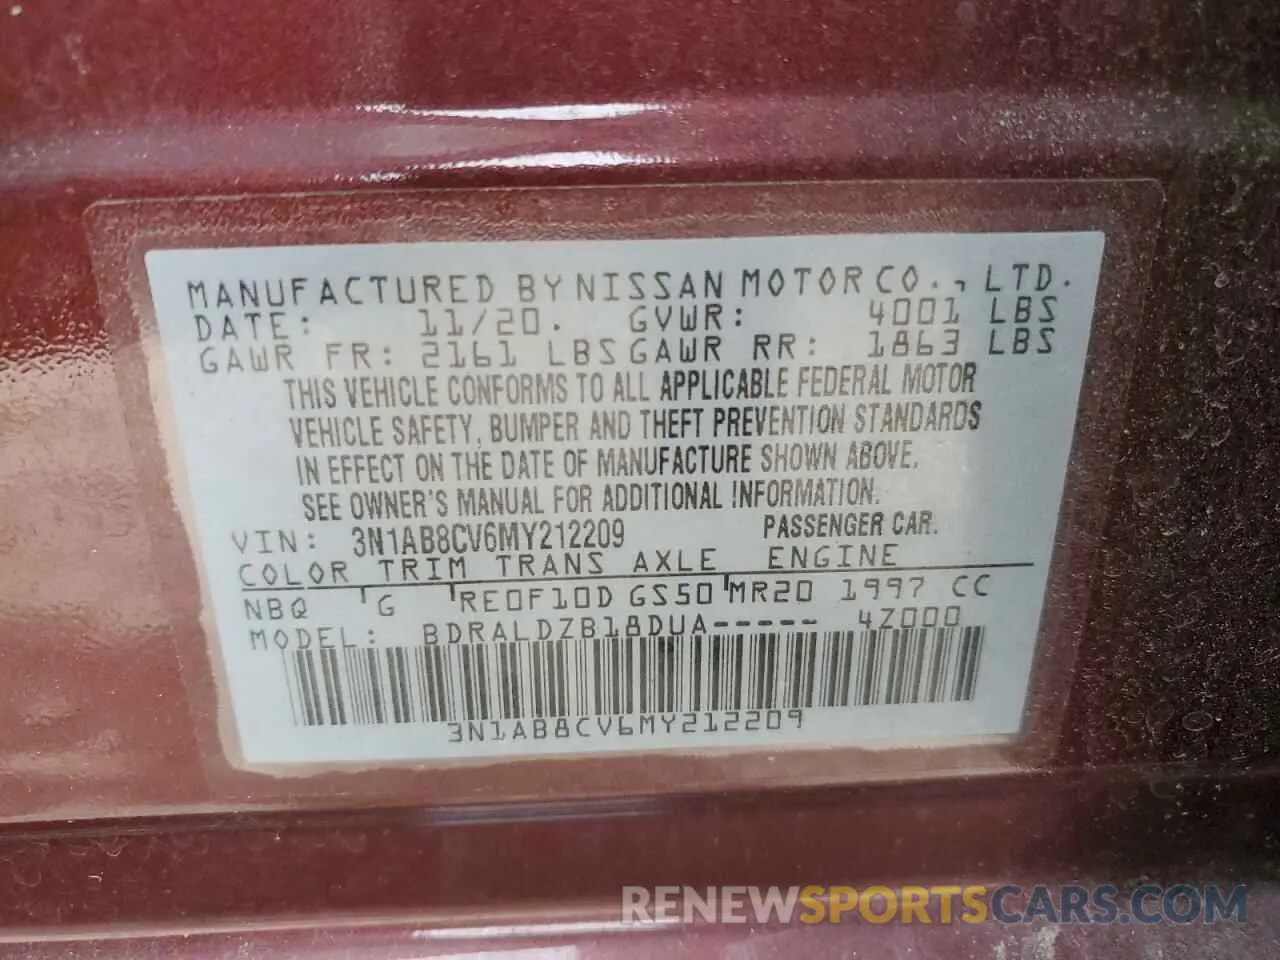 MANUFACTURED BY NISSAN MOTOR CO., LTD.
DATE: 11/20. GVWR: 4001 LBS
GAWR FR: 2161 LBS GAWR RR: 1863 LBS
THIS VEHICLE CONFORMS TO ALL APPLICABLE FEDERAL MOTOR
VEHICLE SAFETY, BUMPER AND THEFT PREVENTION STANDARDS
IN EFFECT ON THE DATE OF MANUFACTURE SHOWN ABOVE.
SEE OWNER'S MANUAL FOR ADDITIONAL INFORMATION.
VIN: 3N1AB8CV6MY212209 PASSENGER CAR.
COLOR TRIM TRANS AXLE ENGINE
NBQ G RE0F10D GS50 MR20 1997 CC
MODEL: BDRALDZB18DUA----- 4Z000
3N1AB8CV6MY212209
RENEWSPORTSCARS.COM